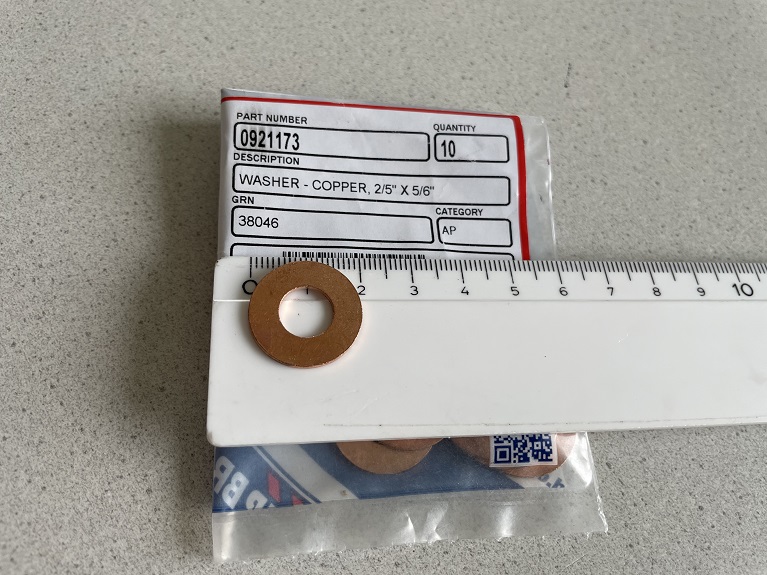 PART NUMBER
QUANTITY
0921173
10
DESCRIPTION
WASHER - COPPER, 2/5" X 5/6"
GRN
CATEGORY
38046
AP
0 2 3 4 5 6 7 8 9 10